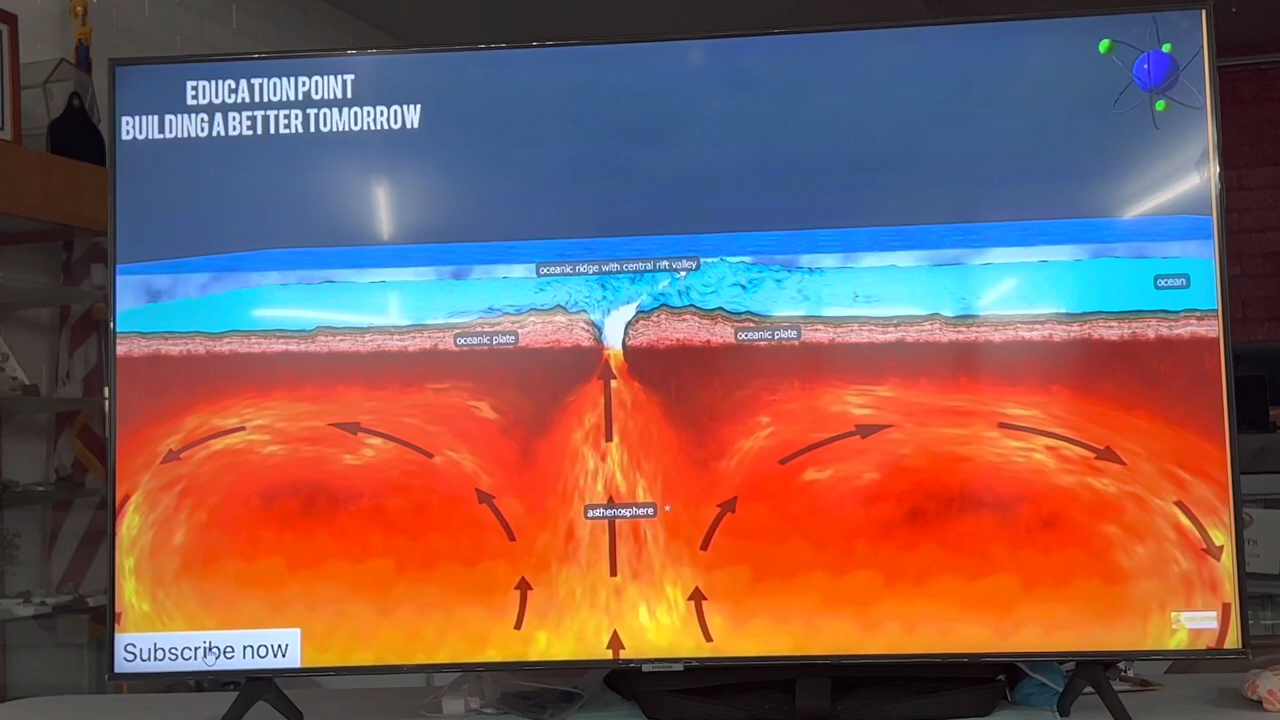 EDUCATION POINT
BUILDING A BETTER TOMORROW
oceanic ridge with central rift valley
ocean
oceanic plate
oceanic plate
asthenosphere
Subscribe now
SAMSUNG